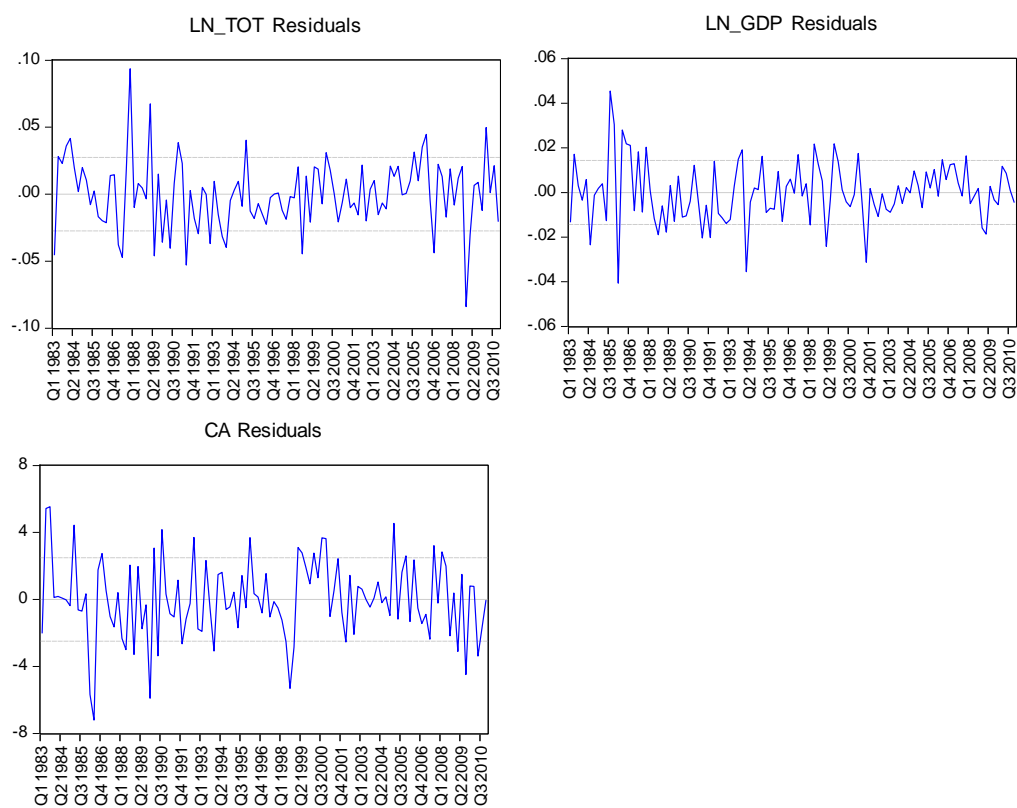 LN_TOT Residuals
.10
.05
.00
-.05
-.10
Q1 1983
Q2 1984
Q3 1985
Q4 1986
Q1 1988
Q2 1989
Q3 1990
Q4 1991
Q1 1993
Q2 1994
Q3 1995
Q4 1996
Q1 1998
Q2 1999
Q3 2000
Q4 2001
Q1 2003
Q2 2004
Q3 2005
Q4 2006
Q1 2008
Q2 2009
Q3 2010
LN_GDP Residuals
.06
.04
.02
.00
-.02
-.04
-.06
Q1 1983
Q2 1984
Q3 1985
Q4 1986
Q1 1988
Q2 1989
Q3 1990
Q4 1991
Q1 1993
Q2 1994
Q3 1995
Q4 1996
Q1 1998
Q2 1999
Q3 2000
Q4 2001
Q1 2003
Q2 2004
Q3 2005
Q4 2006
Q1 2008
Q2 2009
Q3 2010
CA Residuals
8
4
0
-4
-8
Q1 1983
Q2 1984
Q3 1985
Q4 1986
Q1 1988
Q2 1989
Q3 1990
Q4 1991
Q1 1993
Q2 1994
Q3 1995
Q4 1996
Q1 1998
Q2 1999
Q3 2000
Q4 2001
Q1 2003
Q2 2004
Q3 2005
Q4 2006
Q1 2008
Q2 2009
Q3 2010